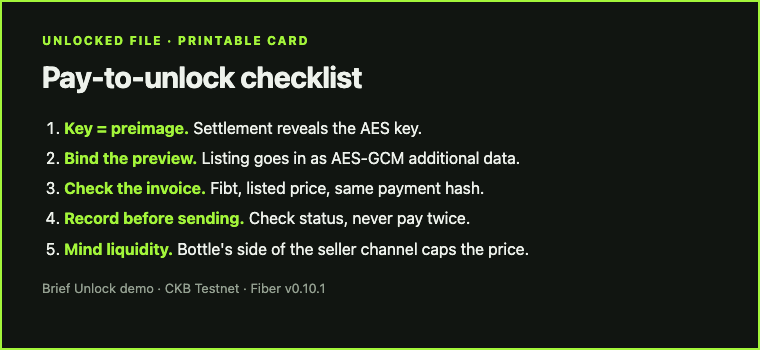 UNLOCKED FILE · PRINTABLE CARD
Pay-to-unlock checklist
1. Key = preimage. Settlement reveals the AES key.
2. Bind the preview. Listing goes in as AES-GCM additional data.
3. Check the invoice. Fibt, listed price, same payment hash.
4. Record before sending. Check status, never pay twice.
5. Mind liquidity. Bottle's side of the seller channel caps the price.
Brief Unlock demo · CKB Testnet · Fiber v0.10.1